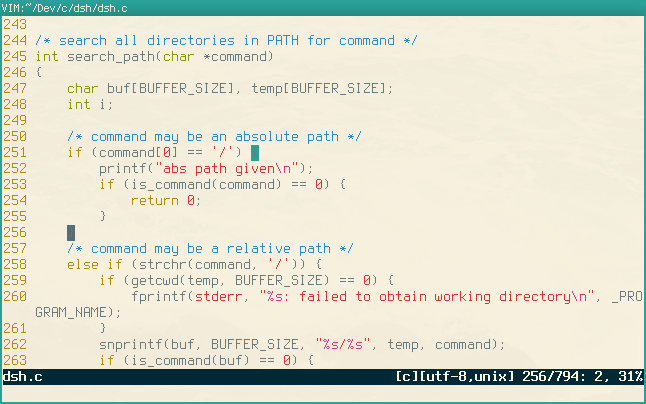 VIM:~/Dev/c/dsh/dsh.c
243
244 /* search all directories in PATH for command */
245 int search_path(char *command)
246 {
247     char buf[BUFFER_SIZE], temp[BUFFER_SIZE];
248     int i;
249
250     /* command may be an absolute path */
251     if (command[0] == '/') {
252         printf("abs path given\n");
253         if (is_command(command) == 0) {
254             return 0;
255         }
256     }
257     /* command may be a relative path */
258     else if (strchr(command, '/')) {
259         if (getcwd(temp, BUFFER_SIZE) == 0) {
260             fprintf(stderr, "%s: failed to obtain working directory\n", _PRO
GRAM_NAME);
261         }
262         snprintf(buf, BUFFER_SIZE, "%s/%s", temp, command);
263         if (is_command(buf) == 0) {
dsh.c [c][utf-8,unix] 256/794: 2, 31%